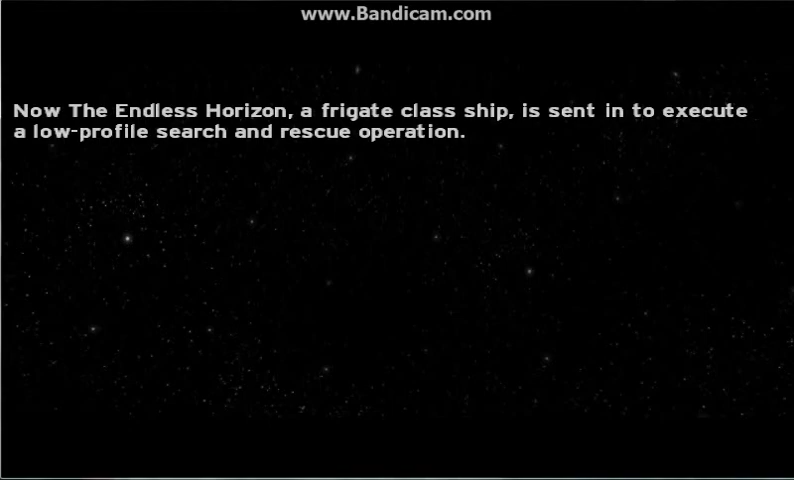 www.Bandicam.com
Now The Endless Horizon, a frigate class ship, is sent in to execute
a low-profile search and rescue operation.